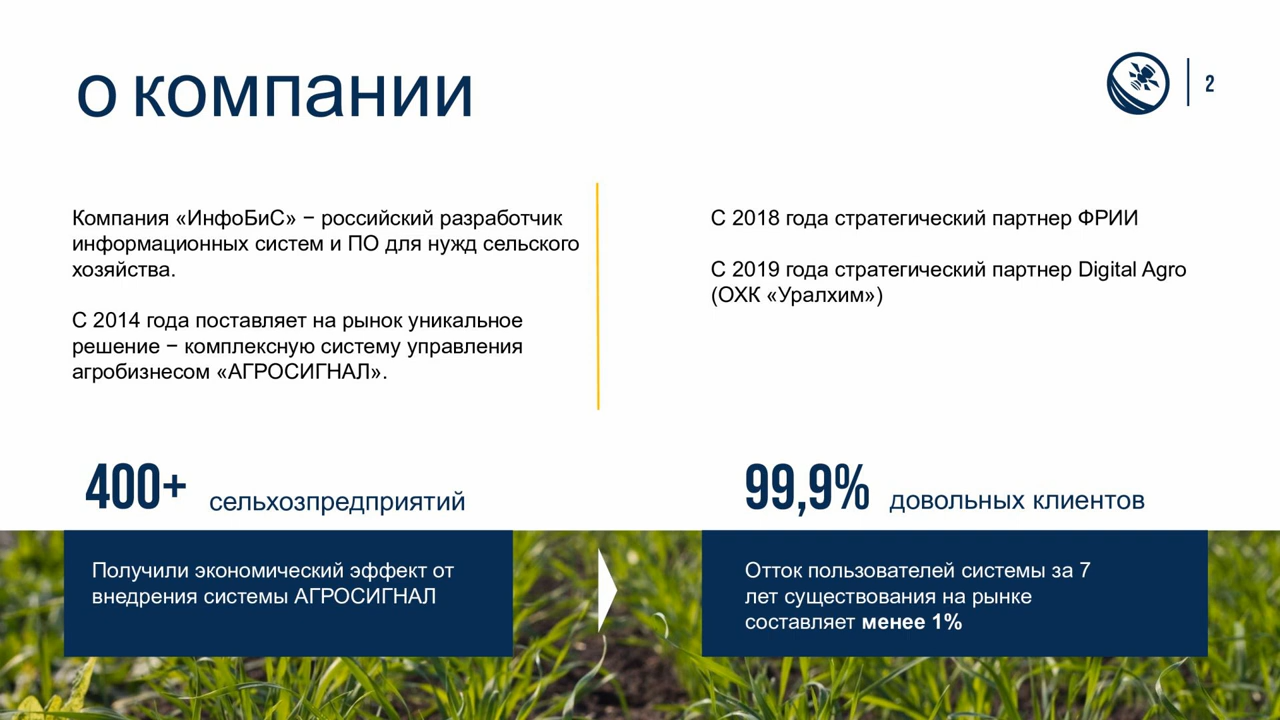 о компании
2
Компания «ИнфоБиС» – российский разработчик
информационных систем и ПО для нужд сельского
хозяйства.
С 2014 года поставляет на рынок уникальное
решение – комплексную систему управления
агробизнесом «АГРОСИГНАЛ».
С 2018 года стратегический партнер ФРИИ
С 2019 года стратегический партнер Digital Agro
(ОХК «Уралхим»)
400+ сельхозпредприятий
Получили экономический эффект от
внедрения системы АГРОСИГНАЛ
99,9% довольных клиентов
Отток пользователей системы за 7
лет существования на рынке
составляет менее 1%